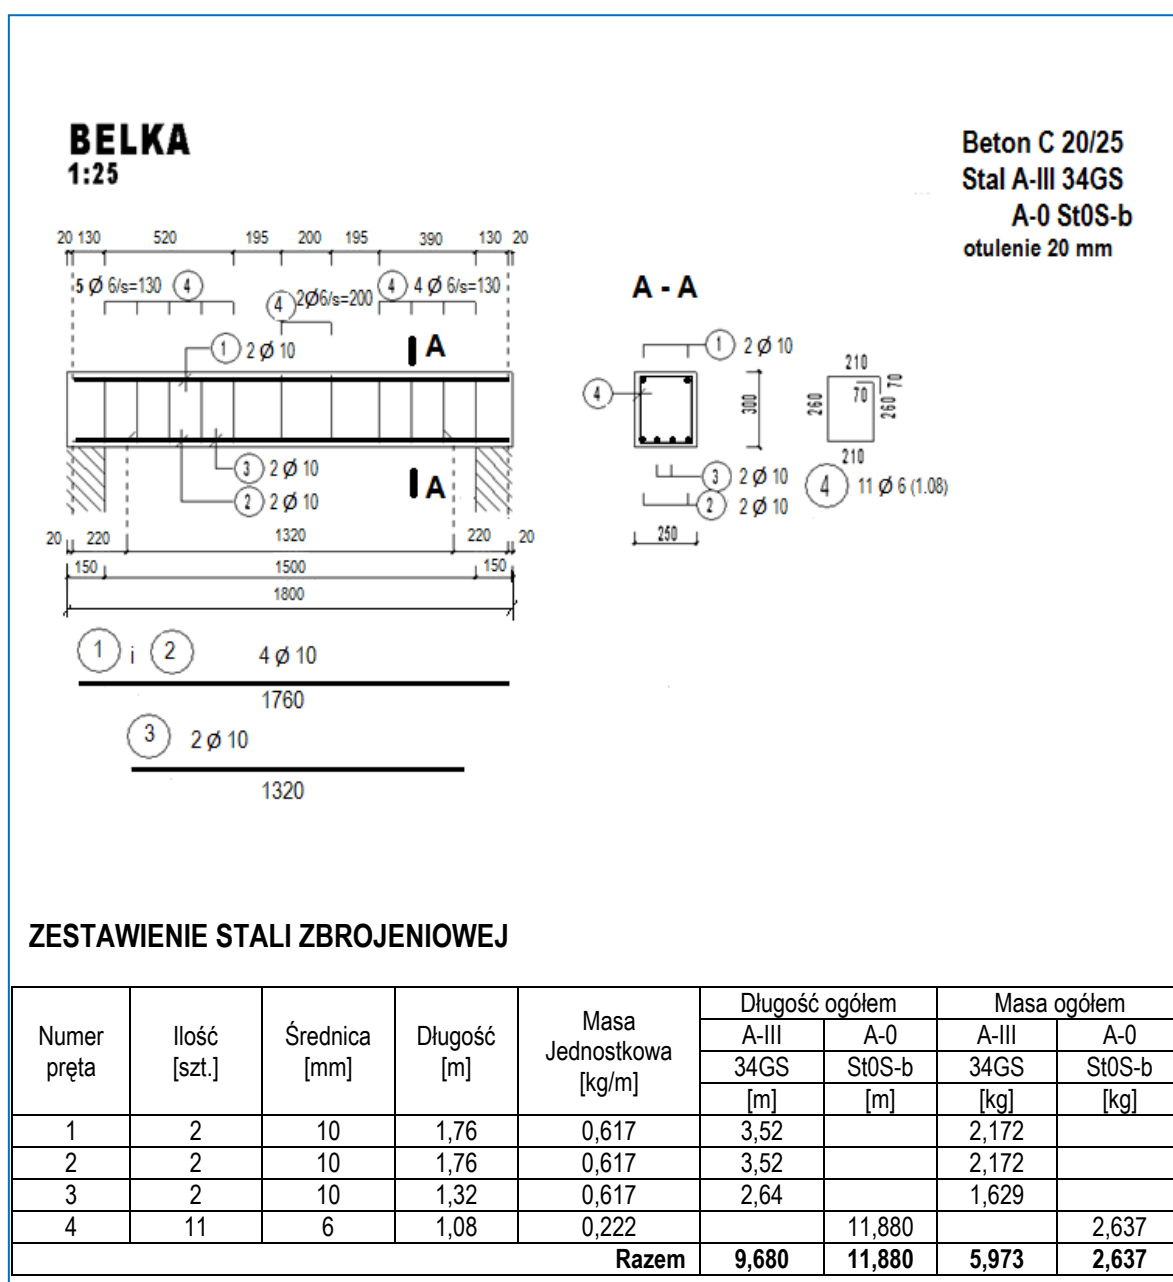 BELKA
1:25
Beton C 20/25
Stal A-III 34GS
A-0 St0S-b
otulenie 20 mm
20 130 520 195 200 195 390 130 20
5 Ø 6/s=130 4
4 2Ø6/s=200
4 4 Ø 6/s=130
1 2 Ø 10
A
3 2 Ø 10
2 2 Ø 10
A
20 220 1320 220 20
150 1500 150
1800
A - A
1 2 Ø 10
4
300
3 2 Ø 10
2 2 Ø 10
250
210
70
260
70
260
210
4 11 Ø 6 (1.08)
1 i 2 4 Ø 10
1760
3 2 Ø 10
1320
ZESTAWIENIE STALI ZBROJENIOWEJ
Numer pręta Ilość [szt.] Średnica [mm] Długość [m] Masa Jednostkowa [kg/m] Długość ogółem Masa ogółem
A-III A-0 A-III A-0
34GS St0S-b 34GS St0S-b
[m] [m] [kg] [kg]
1 2 10 1,76 0,617 3,52 2,172
2 2 10 1,76 0,617 3,52 2,172
3 2 10 1,32 0,617 2,64 1,629
4 11 6 1,08 0,222 11,880 2,637
Razem 9,680 11,880 5,973 2,637